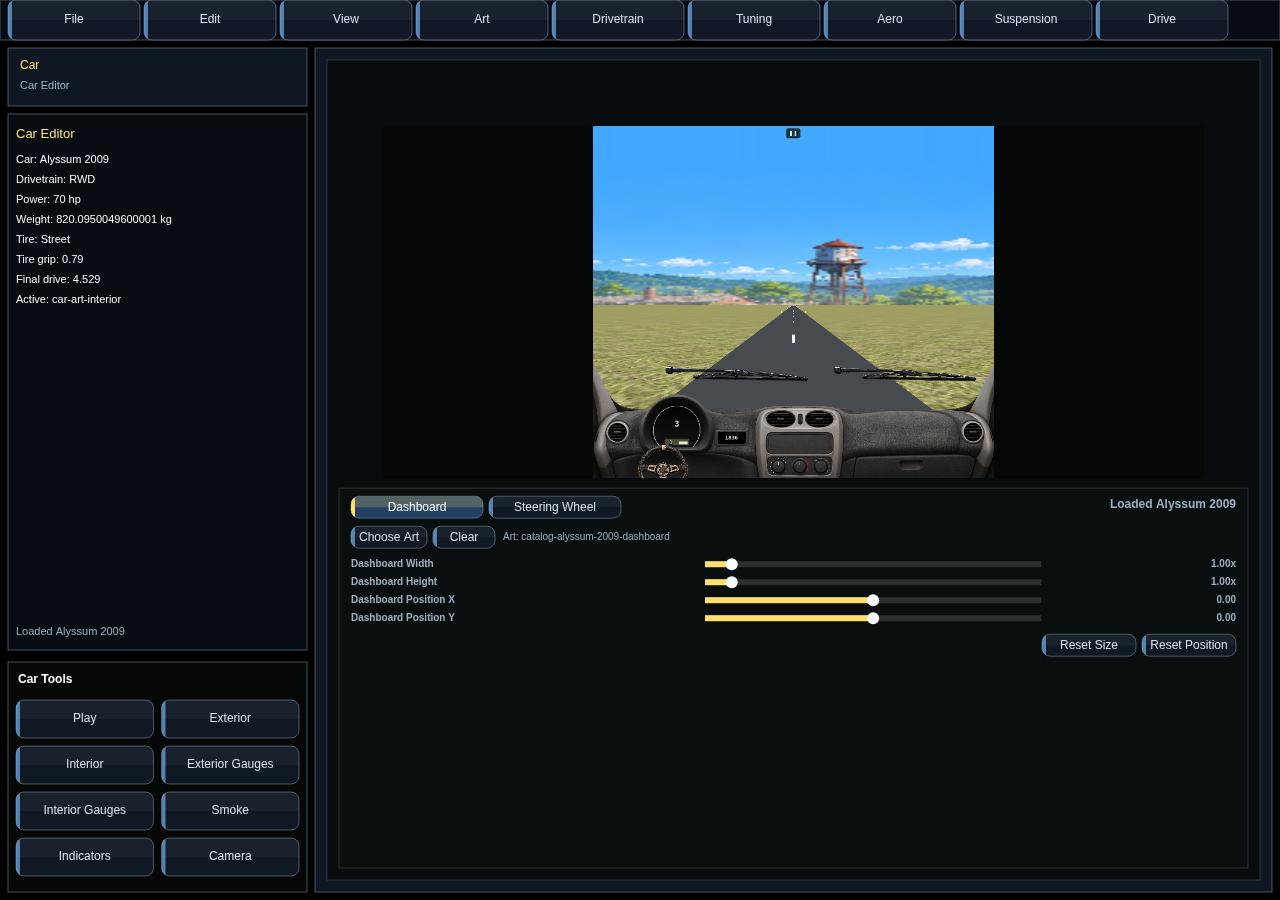 File Edit View Art Drivetrain Tuning Aero Suspension Drive
Car
Car Editor
Car Editor
Car: Alyssum 2009
Drivetrain: RWD
Power: 70 hp
Weight: 820.0950049600001 kg
Tire: Street
Tire grip: 0.79
Final drive: 4.529
Active: car-art-interior
Loaded Alyssum 2009
Car Tools
Play Exterior
Interior Exterior Gauges
Interior Gauges Smoke
Indicators Camera
3
1836
Dashboard Steering Wheel Loaded Alyssum 2009
Choose Art Clear Art: catalog-alyssum-2009-dashboard
Dashboard Width 1.00x
Dashboard Height 1.00x
Dashboard Position X 0.00
Dashboard Position Y 0.00
Reset Size Reset Position